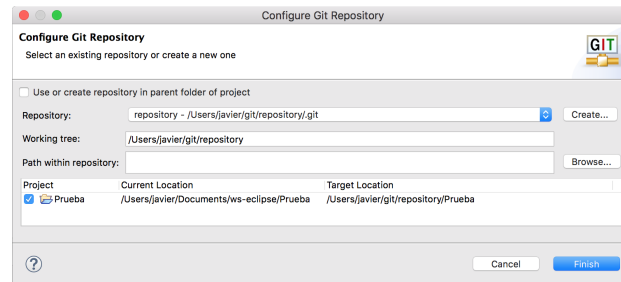 Configure Git Repository
Configure Git Repository
Select an existing repository or create a new one
GIT
Use or create repository in parent folder of project
Repository: repository - /Users/javier/git/repository/.git Create...
Working tree: /Users/javier/git/repository
Path within repository: Browse...
Project Current Location Target Location
Prueba /Users/javier/Documents/ws-eclipse/Prueba /Users/javier/git/repository/Prueba
? Cancel Finish